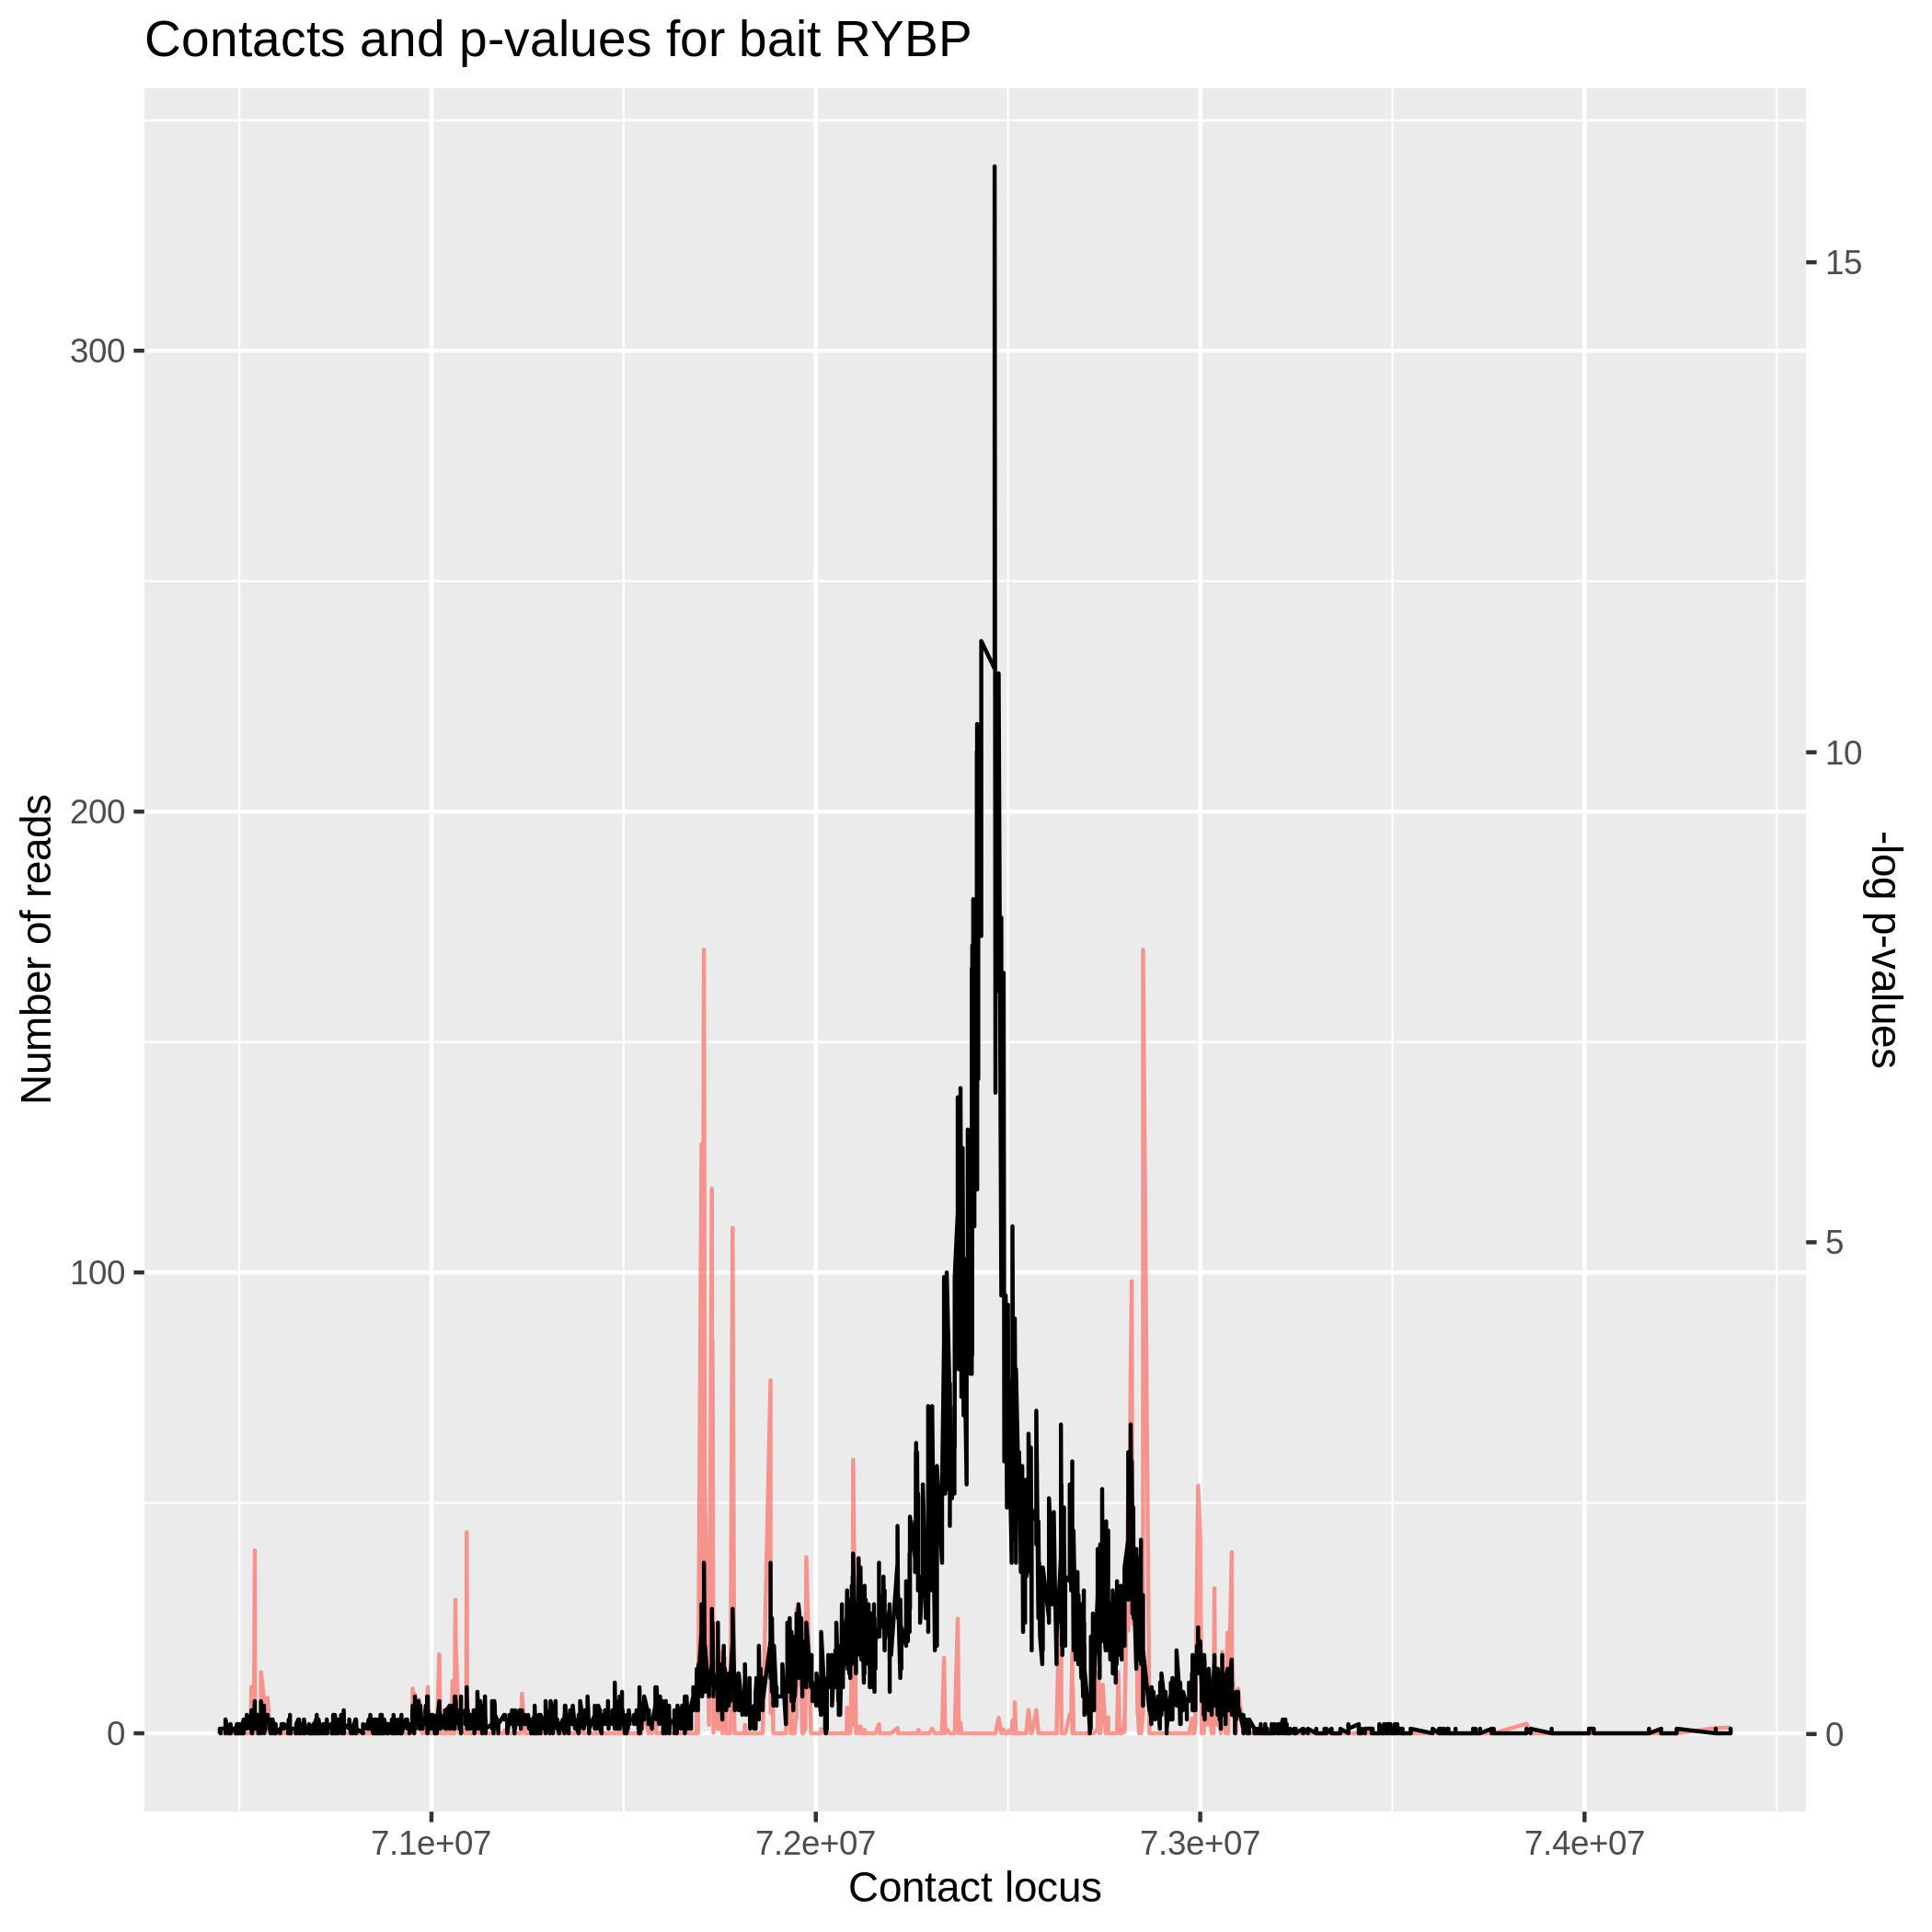 Contacts and p-values for bait RYBP
Number of reads
300
200
100
0
15
10
5
0
-log p-values
7.1e+07
7.2e+07
7.3e+07
7.4e+07
Contact locus